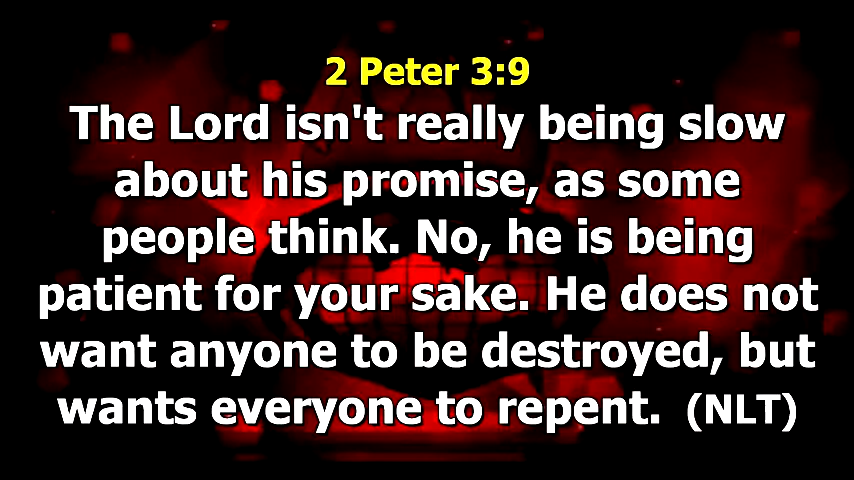 2 Peter 3:9
The Lord isn't really being slow
about his promise, as some
people think. No, he is being
patient for your sake. He does not
want anyone to be destroyed, but
wants everyone to repent. (NLT)